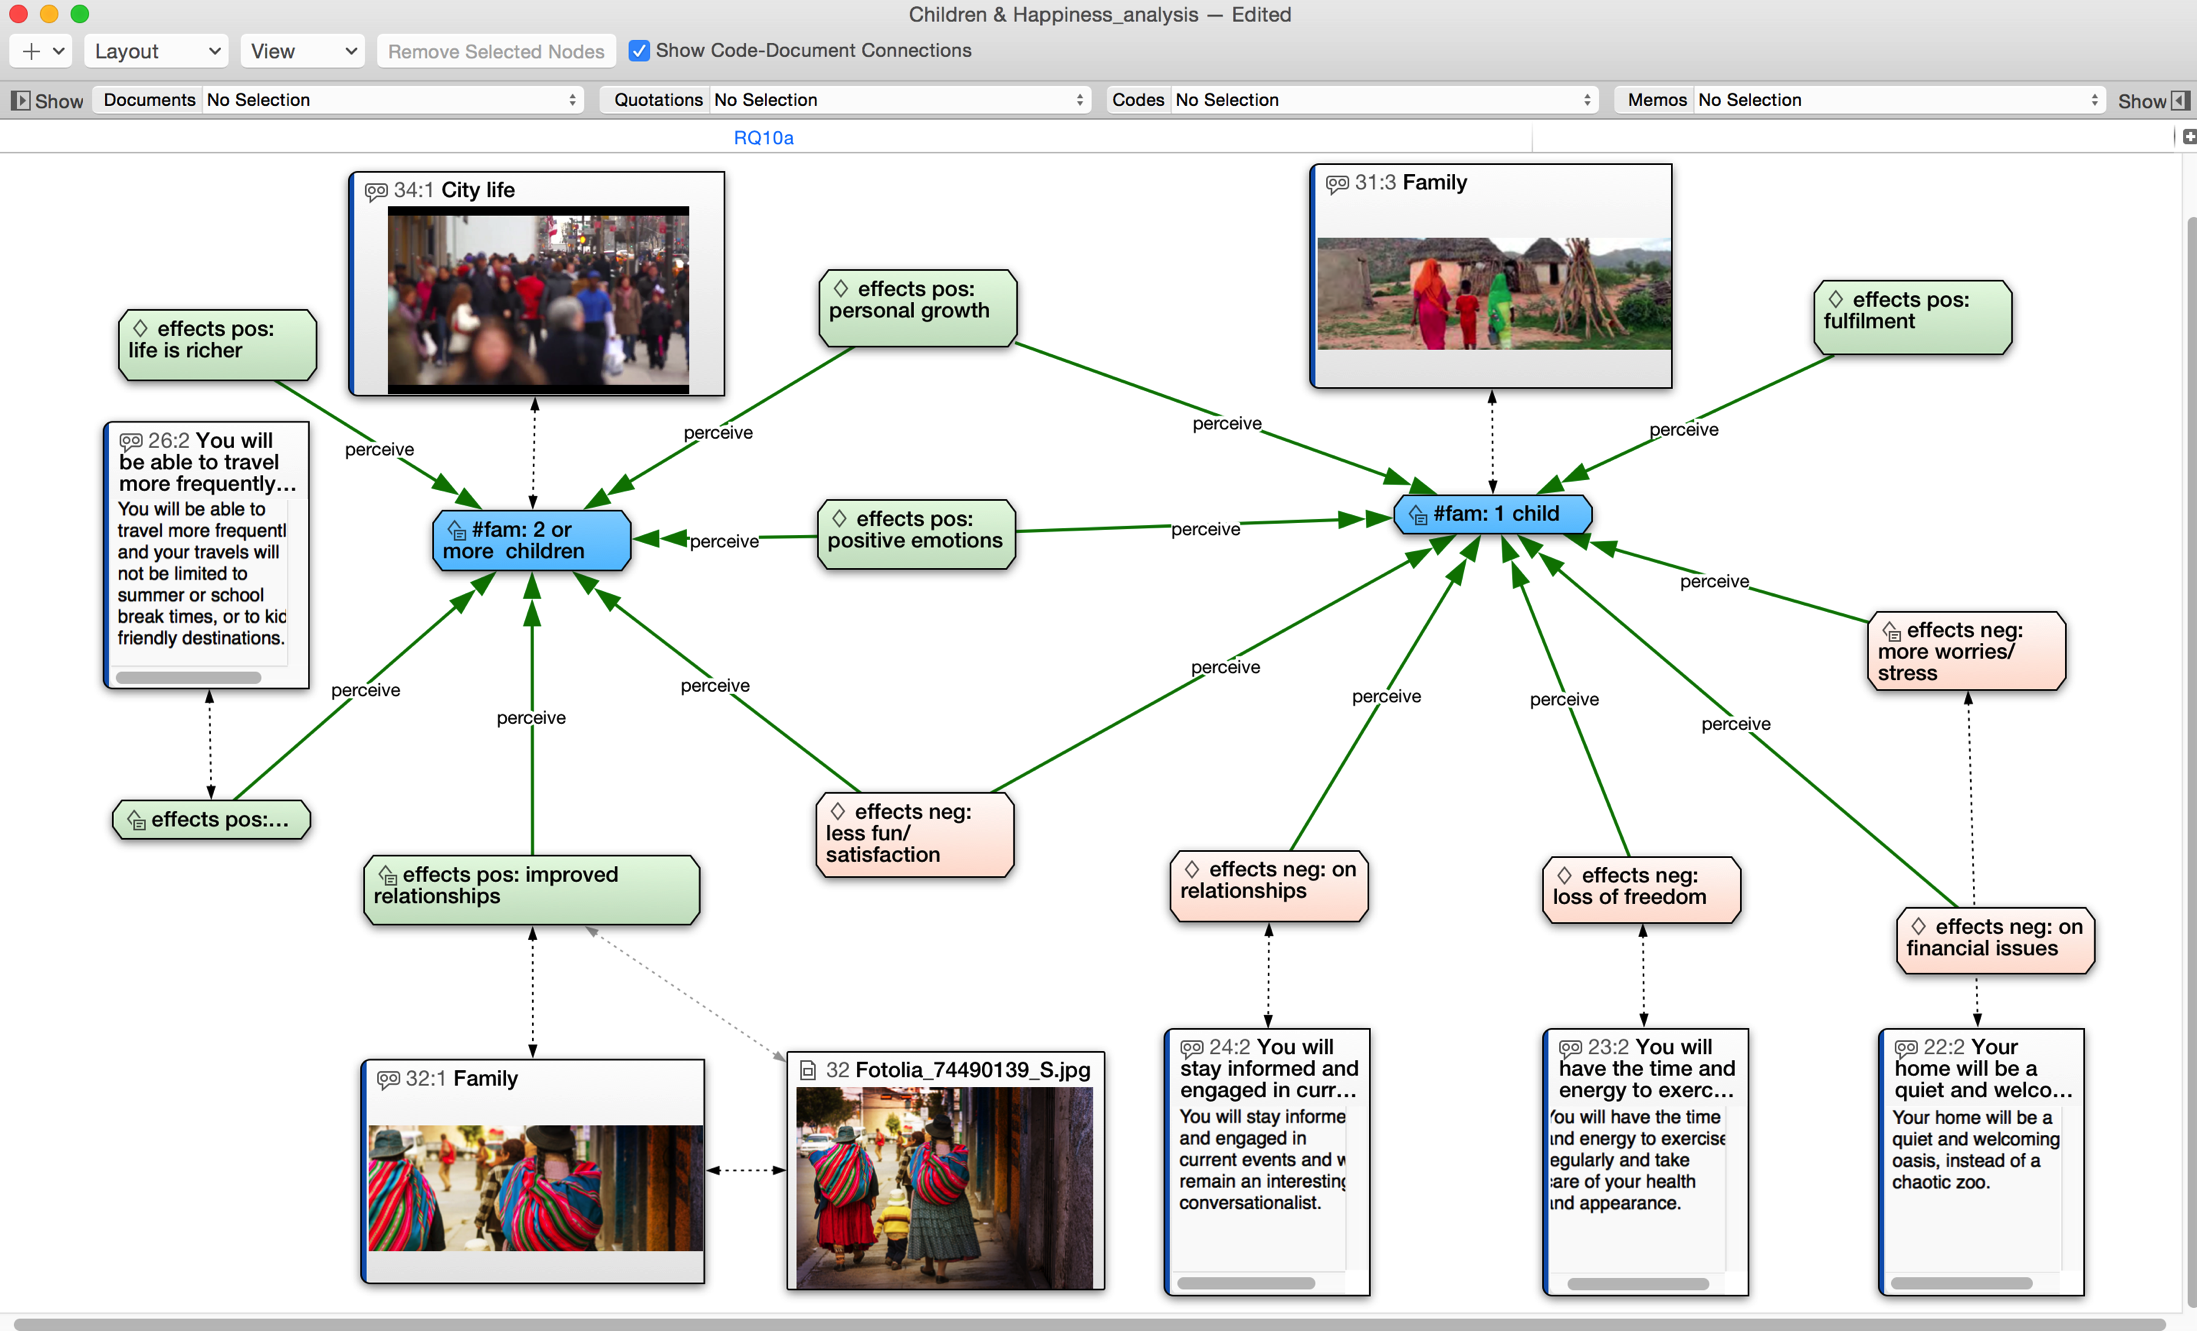 Children & Happiness_analysis — Edited
Layout
View
Remove Selected Nodes
Show Code-Document Connections
Show
Documents
No Selection
Quotations
No Selection
Codes
No Selection
Memos
No Selection
Show
RQ10a
34:1 City life
31:3 Family
effects pos:
personal growth
effects pos:
fulfilment
effects pos:
life is richer
perceive
perceive
perceive
perceive
26:2 You will
be able to travel
more frequently...
You will be able to
travel more frequentl
and your travels will
not be limited to
summer or school
break times, or to kid
friendly destinations.
#fam: 2 or
more children
effects pos:
positive emotions
#fam: 1 child
perceive
perceive
perceive
effects neg:
more worries/
stress
perceive
perceive
perceive
perceive
perceive
perceive
perceive
effects pos:...
effects neg:
less fun/
satisfaction
effects pos: improved
relationships
effects neg: on
relationships
effects neg:
loss of freedom
effects neg: on
financial issues
32:1 Family
32 Fotolia_74490139_S.jpg
24:2 You will
stay informed and
engaged in curr...
You will stay informe
and engaged in
current events and w
remain an interesting
conversationalist.
23:2 You will
have the time and
energy to exerc...
You will have the time
and energy to exercise
regularly and take
care of your health
and appearance.
22:2 Your
home will be a
quiet and welco...
Your home will be a
quiet and welcoming
oasis, instead of a
chaotic zoo.